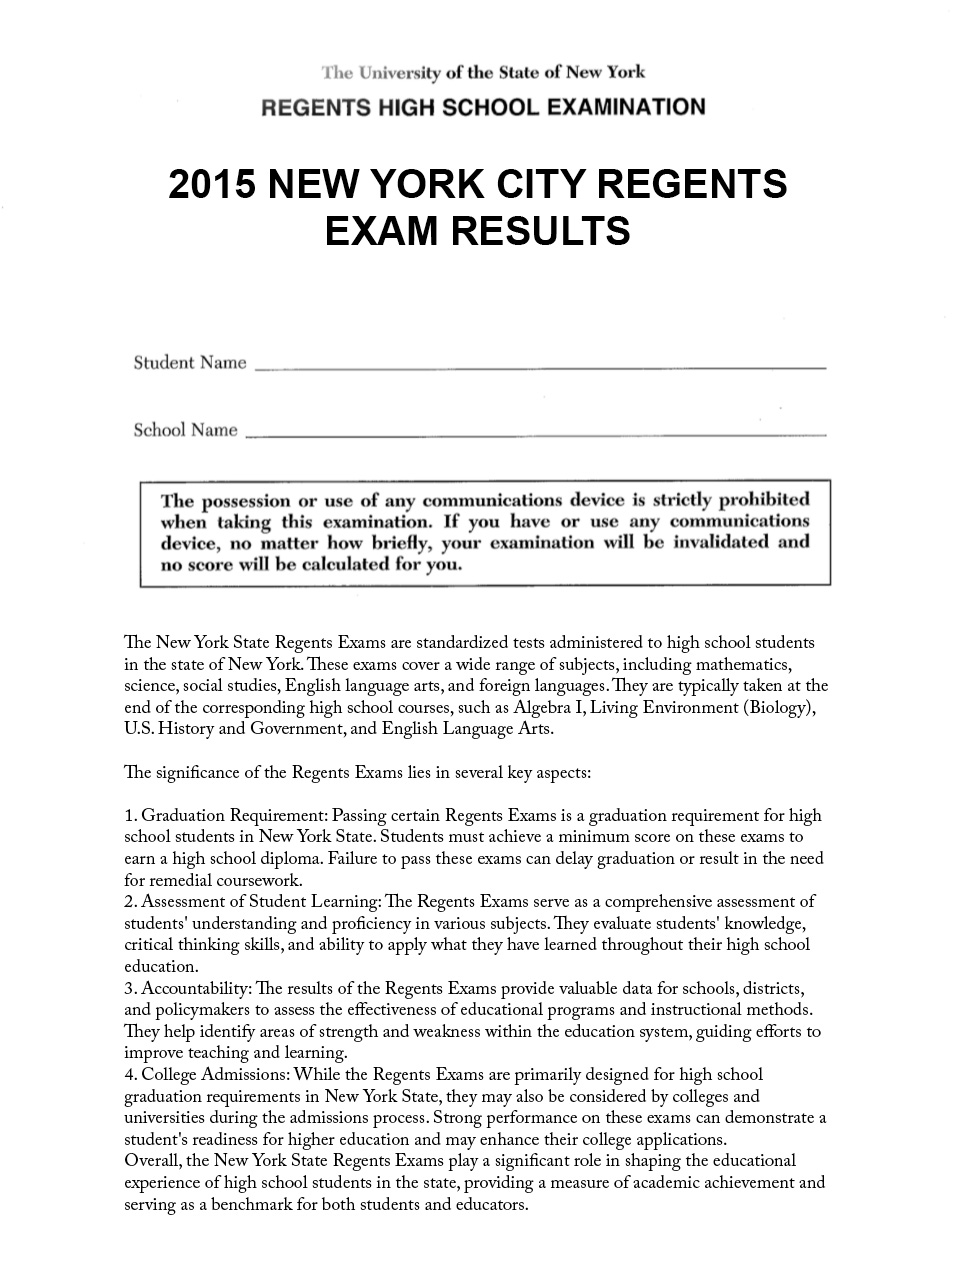 The University of the State of New York
REGENTS HIGH SCHOOL EXAMINATION
2015 NEW YORK CITY REGENTS
EXAM RESULTS
Student Name
School Name
The possession or use of any communications device is strictly prohibited
when taking this examination. If you have or use any communications
device, no matter how briefly, your examination will be invalidated and
no score will be calculated for you.
The New York State Regents Exams are standardized tests administered to high school students
in the state of New York. These exams cover a wide range of subjects, including mathematics,
science, social studies, English language arts, and foreign languages. They are typically taken at the
end of the corresponding high school courses, such as Algebra I, Living Environment (Biology),
U.S. History and Government, and English Language Arts.
The significance of the Regents Exams lies in several key aspects:
1. Graduation Requirement: Passing certain Regents Exams is a graduation requirement for high
school students in New York State. Students must achieve a minimum score on these exams to
earn a high school diploma. Failure to pass these exams can delay graduation or result in the need
for remedial coursework.
2. Assessment of Student Learning: The Regents Exams serve as a comprehensive assessment of
students' understanding and proficiency in various subjects. They evaluate students' knowledge,
critical thinking skills, and ability to apply what they have learned throughout their high school
education.
3. Accountability: The results of the Regents Exams provide valuable data for schools, districts,
and policymakers to assess the effectiveness of educational programs and instructional methods.
They help identify areas of strength and weakness within the education system, guiding efforts to
improve teaching and learning.
4. College Admissions: While the Regents Exams are primarily designed for high school
graduation requirements in New York State, they may also be considered by colleges and
universities during the admissions process. Strong performance on these exams can demonstrate a
student's readiness for higher education and may enhance their college applications.
Overall, the New York State Regents Exams play a significant role in shaping the educational
experience of high school students in the state, providing a measure of academic achievement and
serving as a benchmark for both students and educators.